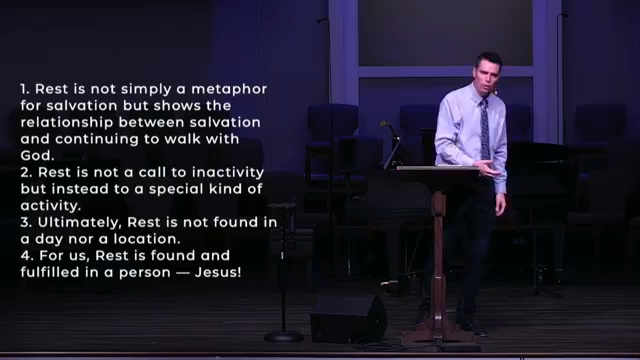 1. Rest is not simply a metaphor
for salvation but shows the
relationship between salvation
and continuing to walk with
God.
2. Rest is not a call to inactivity
but instead to a special kind of
activity.
3. Ultimately, Rest is not found in
a day nor a location.
4. For us, Rest is found and
fulfilled in a person — Jesus!